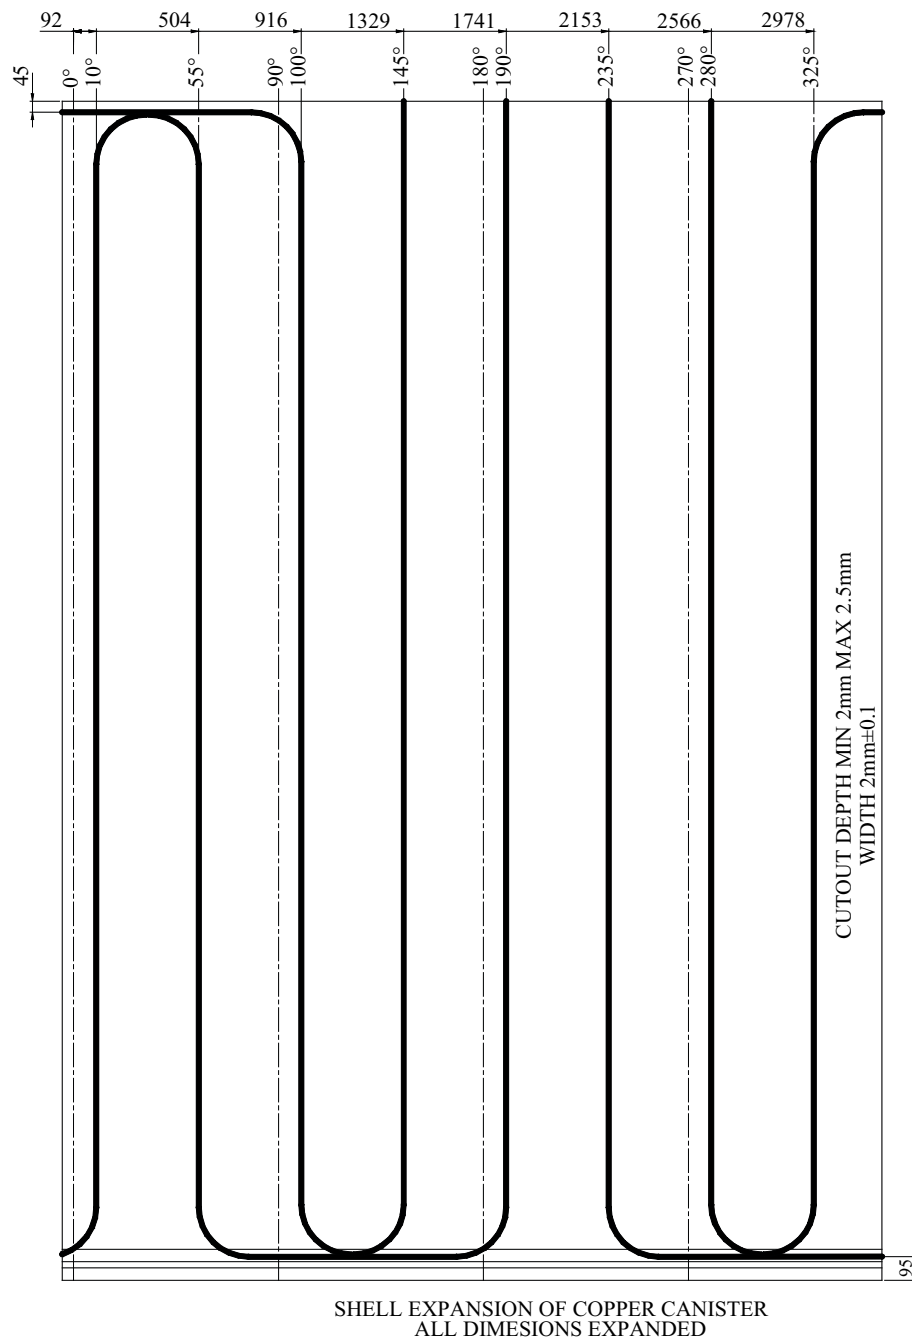 92 504 916 1329 1741 2153 2566 2978
45
0° 10° 55° 90° 100° 145° 180° 190° 235° 270° 280° 325°
CUTOUT DEPTH MIN 2mm MAX 2.5mm
WIDTH 2mm±0.1
95
SHELL EXPANSION OF COPPER CANISTER
ALL DIMESIONS EXPANDED